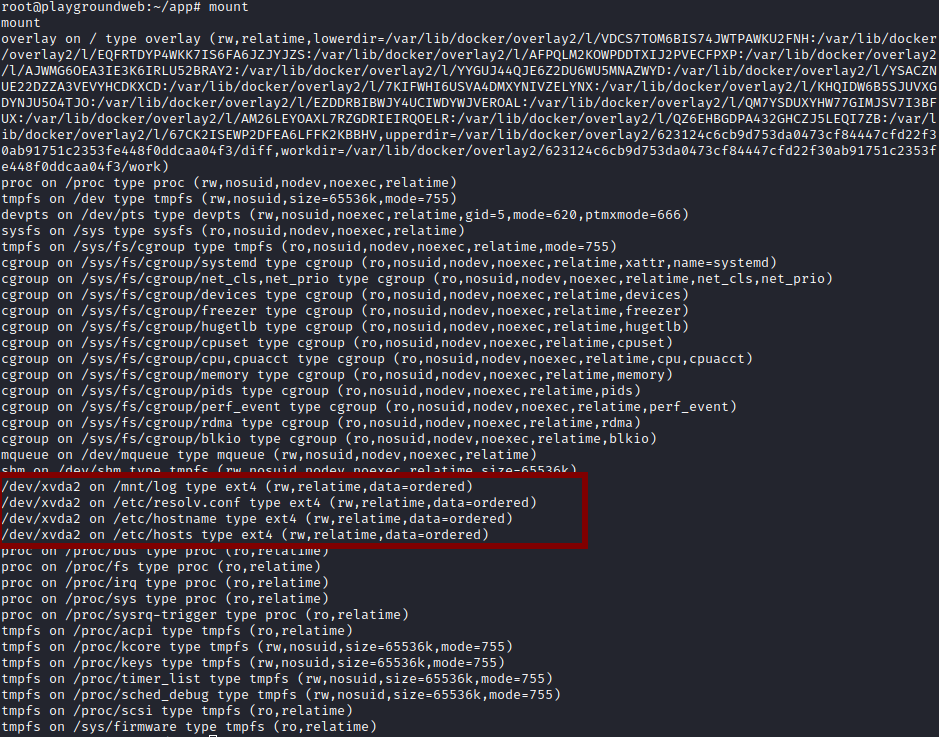 root@playgroundweb:~/app# mount
mount
overlay on / type overlay (rw,relatime,lowerdir=/var/lib/docker/overlay2/l/VDCS7TOM6BIS74JWTPAWKU2FNH:/var/lib/docker
/overlay2/l/EQFRTDYP4WKK7IS6FA6JZJYJZS:/var/lib/docker/overlay2/l/AFPQLM2KOWPDDTXIJ2PVECFPXP:/var/lib/docker/overlay2
/l/AJWMG6OEA3IE3K6IRLU52BRAY2:/var/lib/docker/overlay2/l/YYGUJ44QJE6Z2DU6WU5MNAZWYD:/var/lib/docker/overlay2/l/YSACZN
UE22DZZA3VEVYHCDKXCD:/var/lib/docker/overlay2/l/7KIFWHI6USVA4DMXYNIVZELYNX:/var/lib/docker/overlay2/l/KHQIDW6B5SJUVXG
DYNJU5O4TJO:/var/lib/docker/overlay2/l/EZDDRBIBWJY4UCIWDYWJVEROAL:/var/lib/docker/overlay2/l/QM7YSDUXYHW77GIMJSV7I3BF
UX:/var/lib/docker/overlay2/l/AM26LEYOAXL7RZGDRIEIRQOELR:/var/lib/docker/overlay2/l/QZ6EHBGDPA432GHCZJ5LEQI7ZB:/var/l
ib/docker/overlay2/l/67CK2ISEWP2DFEA6LFFK2KBBHV,upperdir=/var/lib/docker/overlay2/623124c6cb9d753da0473cf84447cfd22f3
0ab91751c2353fe448f0ddcaa04f3/diff,workdir=/var/lib/docker/overlay2/623124c6cb9d753da0473cf84447cfd22f30ab91751c2353f
e448f0ddcaa04f3/work)
proc on /proc type proc (rw,nosuid,nodev,noexec,relatime)
tmpfs on /dev type tmpfs (rw,nosuid,size=65536k,mode=755)
devpts on /dev/pts type devpts (rw,nosuid,noexec,relatime,gid=5,mode=620,ptmxmode=666)
sysfs on /sys type sysfs (ro,nosuid,nodev,noexec,relatime)
tmpfs on /sys/fs/cgroup type tmpfs (ro,nosuid,nodev,noexec,relatime,mode=755)
cgroup on /sys/fs/cgroup/systemd type cgroup (ro,nosuid,nodev,noexec,relatime,xattr,name=systemd)
cgroup on /sys/fs/cgroup/net_cls,net_prio type cgroup (ro,nosuid,nodev,noexec,relatime,net_cls,net_prio)
cgroup on /sys/fs/cgroup/devices type cgroup (ro,nosuid,nodev,noexec,relatime,devices)
cgroup on /sys/fs/cgroup/freezer type cgroup (ro,nosuid,nodev,noexec,relatime,freezer)
cgroup on /sys/fs/cgroup/hugetlb type cgroup (ro,nosuid,nodev,noexec,relatime,hugetlb)
cgroup on /sys/fs/cgroup/cpuset type cgroup (ro,nosuid,nodev,noexec,relatime,cpuset)
cgroup on /sys/fs/cgroup/cpu,cpuacct type cgroup (ro,nosuid,nodev,noexec,relatime,cpu,cpuacct)
cgroup on /sys/fs/cgroup/memory type cgroup (ro,nosuid,nodev,noexec,relatime,memory)
cgroup on /sys/fs/cgroup/pids type cgroup (ro,nosuid,nodev,noexec,relatime,pids)
cgroup on /sys/fs/cgroup/perf_event type cgroup (ro,nosuid,nodev,noexec,relatime,perf_event)
cgroup on /sys/fs/cgroup/rdma type cgroup (ro,nosuid,nodev,noexec,relatime,rdma)
cgroup on /sys/fs/cgroup/blkio type cgroup (ro,nosuid,nodev,noexec,relatime,blkio)
mqueue on /dev/mqueue type mqueue (rw,nosuid,nodev,noexec,relatime)
shm on /dev/shm type tmpfs (rw,nosuid,nodev,noexec,relatime,size=65536k)
/dev/xvda2 on /mnt/log type ext4 (rw,relatime,data=ordered)
/dev/xvda2 on /etc/resolv.conf type ext4 (rw,relatime,data=ordered)
/dev/xvda2 on /etc/hostname type ext4 (rw,relatime,data=ordered)
/dev/xvda2 on /etc/hosts type ext4 (rw,relatime,data=ordered)
proc on /proc/bus type proc (ro,relatime)
proc on /proc/fs type proc (ro,relatime)
proc on /proc/irq type proc (ro,relatime)
proc on /proc/sys type proc (ro,relatime)
proc on /proc/sysrq-trigger type proc (ro,relatime)
tmpfs on /proc/acpi type tmpfs (ro,relatime)
tmpfs on /proc/kcore type tmpfs (rw,nosuid,size=65536k,mode=755)
tmpfs on /proc/keys type tmpfs (rw,nosuid,size=65536k,mode=755)
tmpfs on /proc/timer_list type tmpfs (rw,nosuid,size=65536k,mode=755)
tmpfs on /proc/sched_debug type tmpfs (rw,nosuid,size=65536k,mode=755)
tmpfs on /proc/scsi type tmpfs (ro,relatime)
tmpfs on /sys/firmware type tmpfs (ro,relatime)